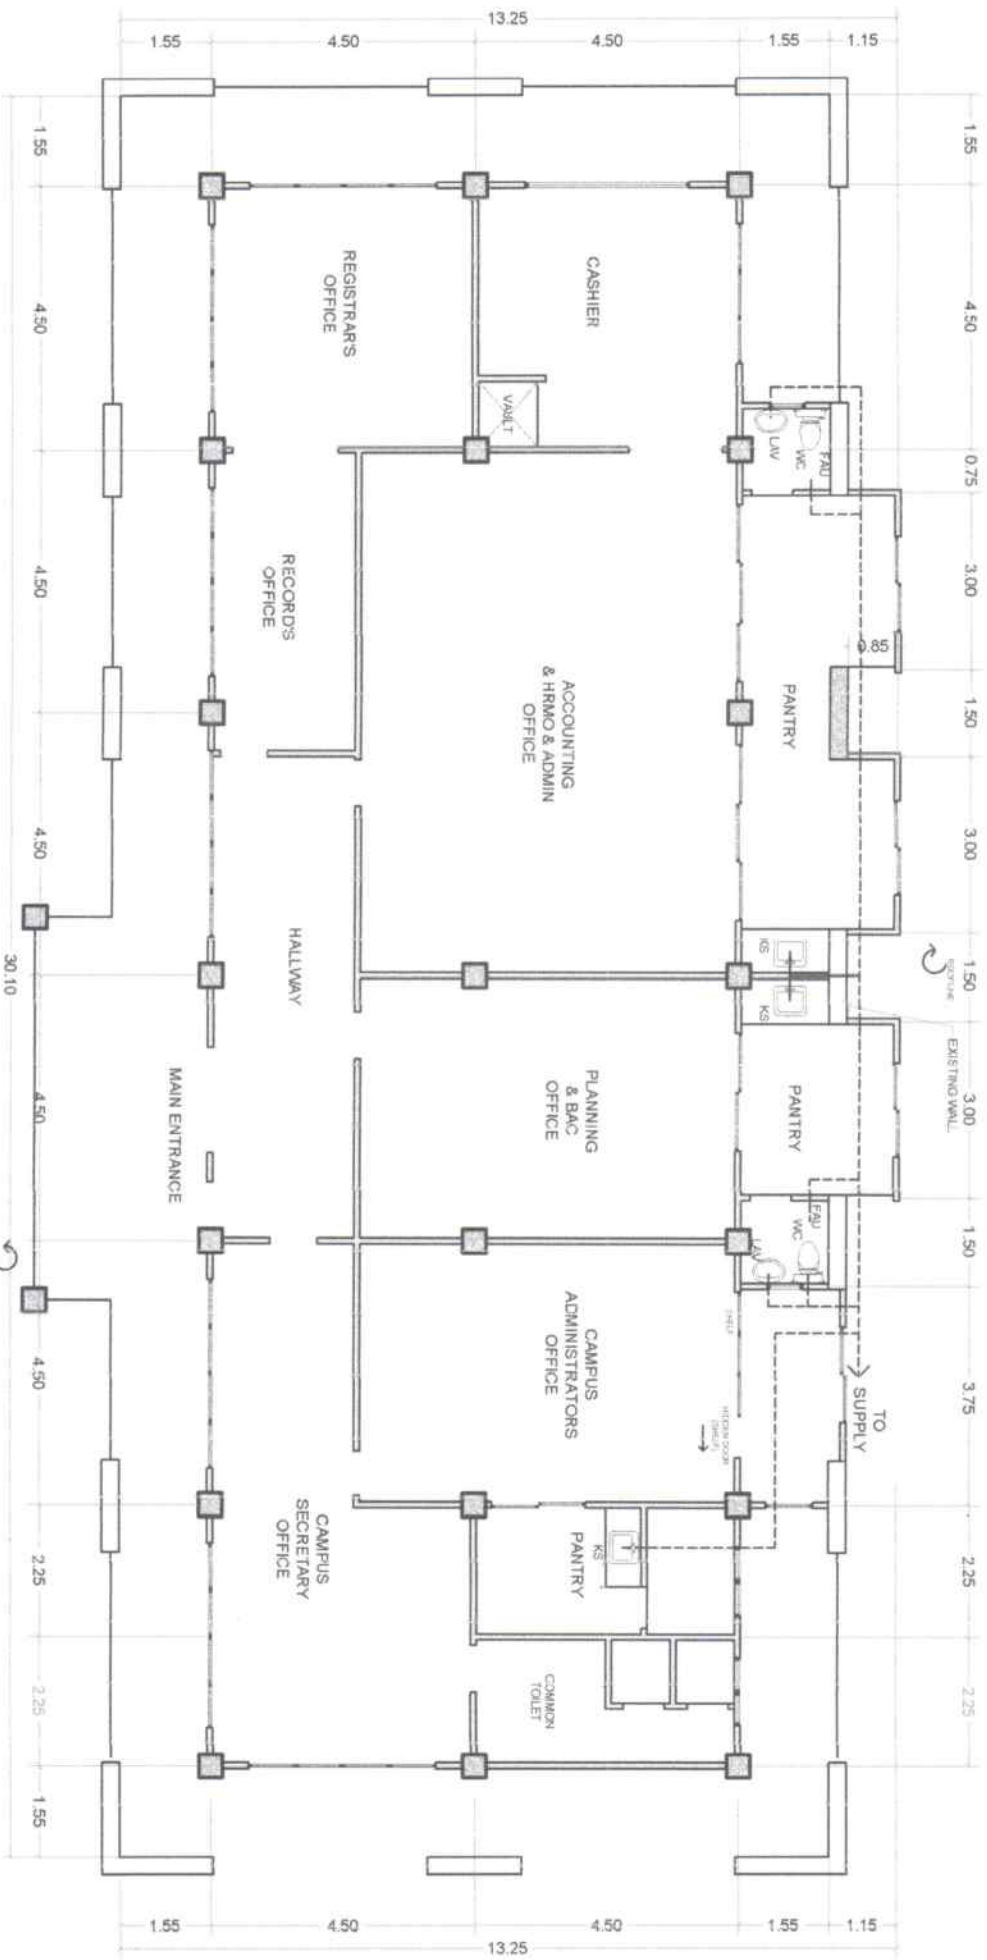 13.25
1.55
4.50
4.50
1.55
1.15
1.55
4.50
0.75
3.00
1.50
3.00
1.50
3.00
1.50
3.75
2.25
2.25
1.55
4.50
4.50
4.50
4.50
4.50
2.25
2.25
1.55
30.10
CASHIER
REGISTRAR'S
OFFICE
VAULT
LAV
WC
FAU
RECORD'S
OFFICE
ACCOUNTING
& HRMO & ADMIN
OFFICE
PANTRY
0.85
HALLWAY
KS
KS
EXISTING WALL
MAIN ENTRANCE
PLANNING
& BAC
OFFICE
PANTRY
FAU
WC
LAV
CAMPUS
ADMINISTRATORS
OFFICE
SHELF
HIDDEN DOOR
(SHELF)
TO
SUPPLY
CAMPUS
SECRETARY
OFFICE
PANTRY
KS
COMMON
TOILET
1.55
4.50
4.50
1.55
1.15
13.25